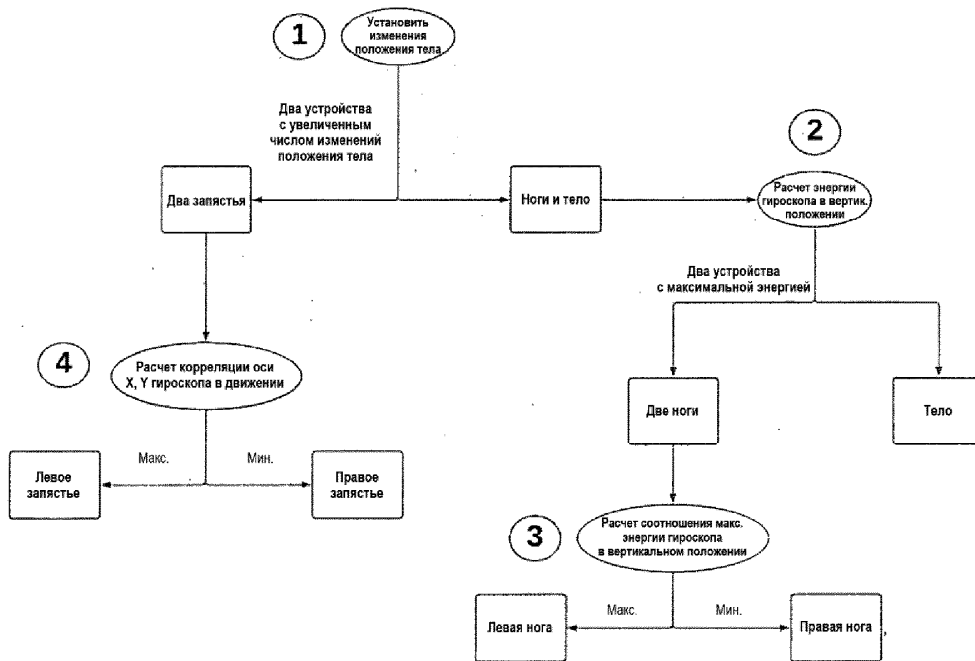 1
Установить
изменения
положения тела
Два устройства
с увеличенным
числом изменений
положения тела
2
Два запястья
Ноги и тело
Расчет энергии
гироскопа в вертик.
положении
Два устройства
с максимальной энергией
4
Расчет корреляции оси
X, Y гироскопа в движении
Две ноги
Тело
Макс.
Мин.
Левое
запястье
Правое
запястье
3
Расчет соотношения макс.
энергии гироскопа
в вертикальном положении
Макс.
Мин.
Левая нога
Правая нога
,